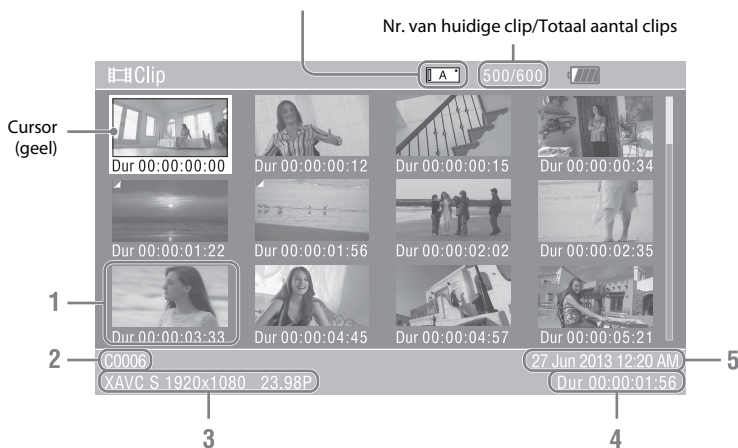 Nr. van huidige clip/Totaal aantal clips
Clip A 500/600
Cursor
(geel)
Dur 00:00:00:00 Dur 00:00:00:12 Dur 00:00:00:15 Dur 00:00:00:34
Dur 00:00:01:22 Dur 00:00:01:56 Dur 00:00:02:02 Dur 00:00:02:35
1
Dur 00:00:03:33 Dur 00:00:04:45 Dur 00:00:04:57 Dur 00:00:05:21
2 C0006 27 Jun 2013 12:20 AM 5
XAVC S 1920x1080 23.98P Dur 00:00:01:56
3 4